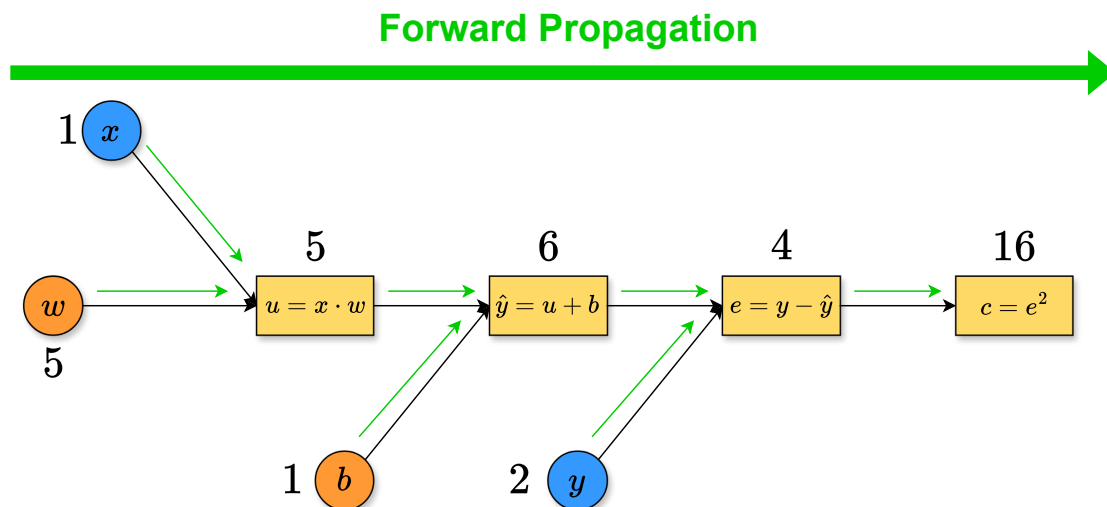 Forward Propagation
1 x
5 6 4 16
w u = x · w ŷ = u + b e = y − ŷ c = e²
5
1 b 2 y